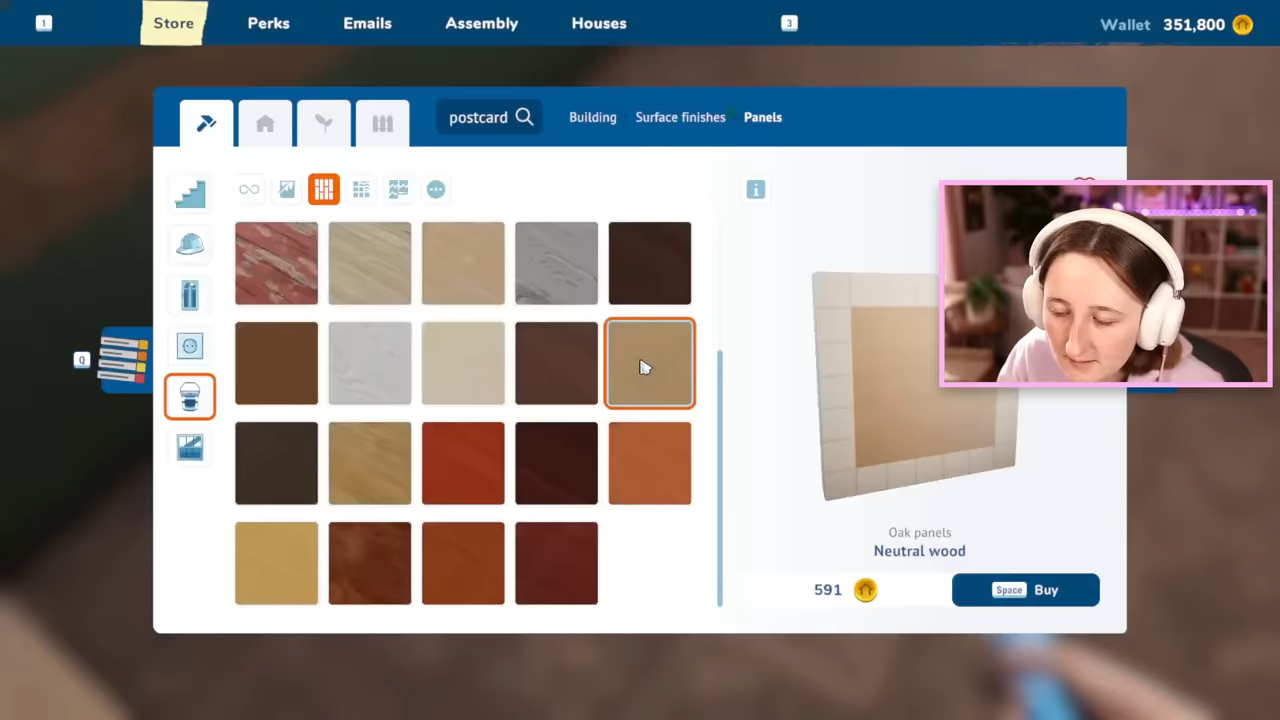 1 Store Perks Emails Assembly Houses 3 Wallet 351,800
postcard Building Surface finishes Panels
i
Q
Oak panels
Neutral wood
591 Space Buy